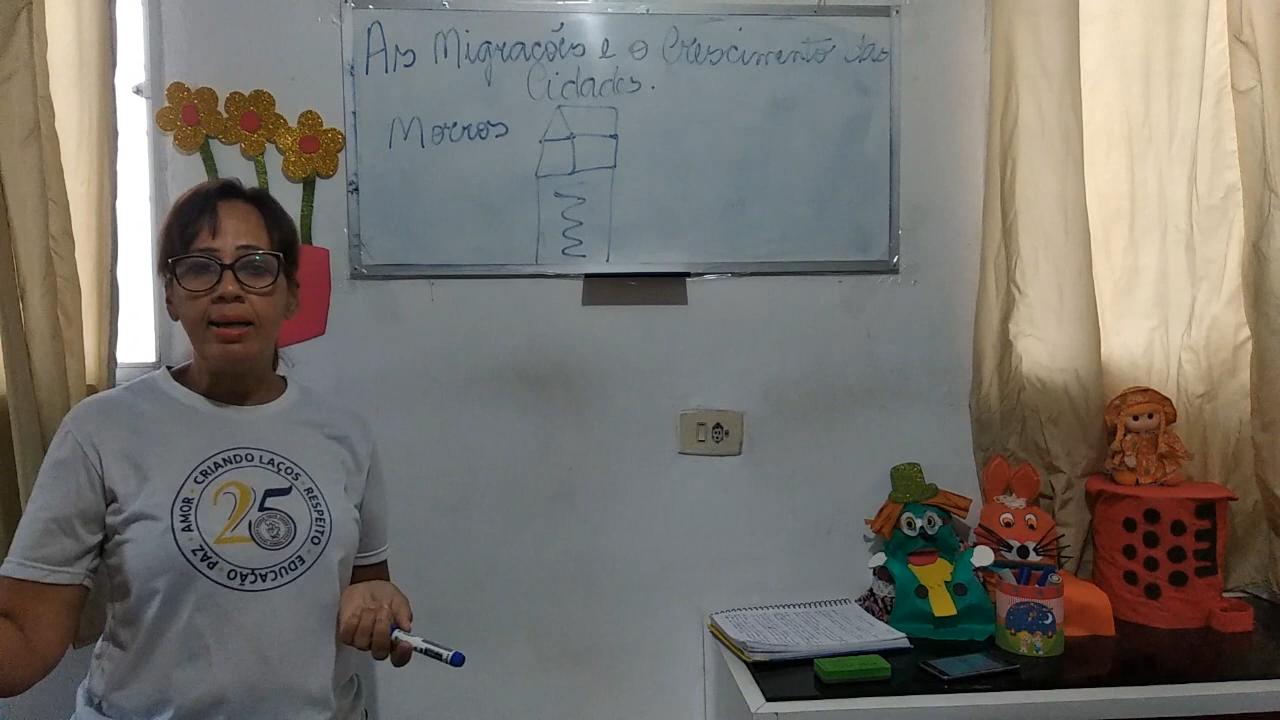 As Migrações e o Crescimento das
Cidades.
Morros
AMOR · CRIANDO LAÇOS · RESPEITO · EDUCAÇÃO · PAZ ·
25